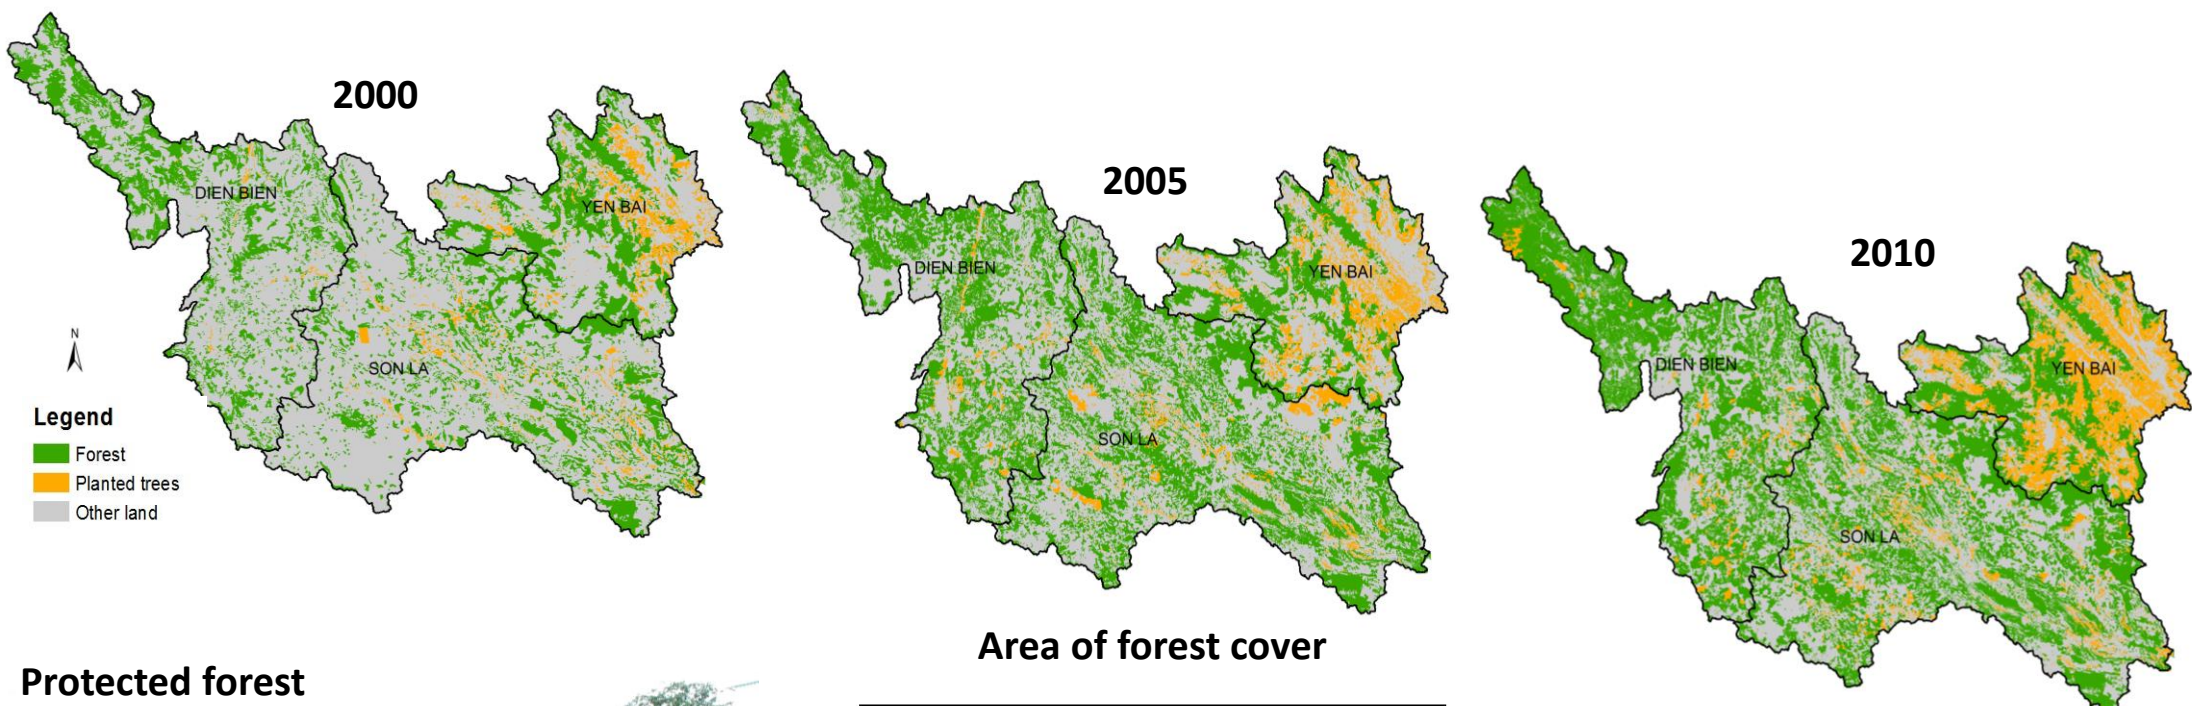 2000
DIEN BIEN
YEN BAI
SON LA
N
Legend
Forest
Planted trees
Other land
2005
DIEN BIEN
YEN BAI
SON LA
2010
DIEN BIEN
YEN BAI
SON LA
Protected forest
Area of forest cover